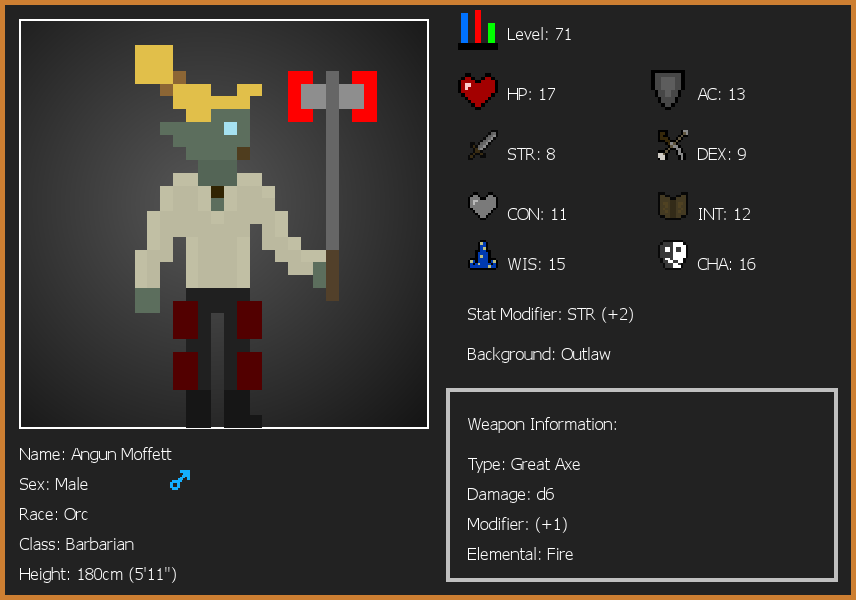 Level: 71
HP: 17
AC: 13
STR: 8
DEX: 9
CON: 11
INT: 12
WIS: 15
CHA: 16
Stat Modifier: STR (+2)
Background: Outlaw
Weapon Information:
Type: Great Axe
Damage: d6
Modifier: (+1)
Elemental: Fire
Name: Angun Moffett
Sex: Male
Race: Orc
Class: Barbarian
Height: 180cm (5'11")